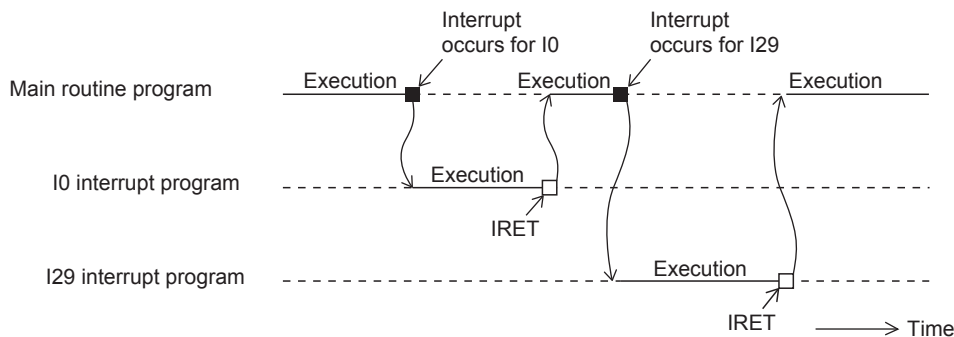 Interrupt
occurs for I0
Interrupt
occurs for I29
Main routine program
Execution
Execution
Execution
I0 interrupt program
Execution
IRET
I29 interrupt program
Execution
IRET
Time